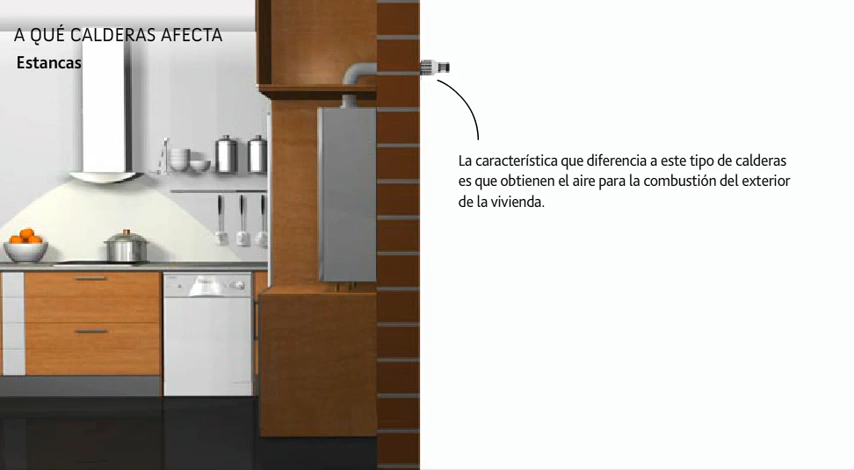 A QUÉ CALDERAS AFECTA
Estancas
La característica que diferencia a este tipo de calderas
es que obtienen el aire para la combustión del exterior
de la vivienda.